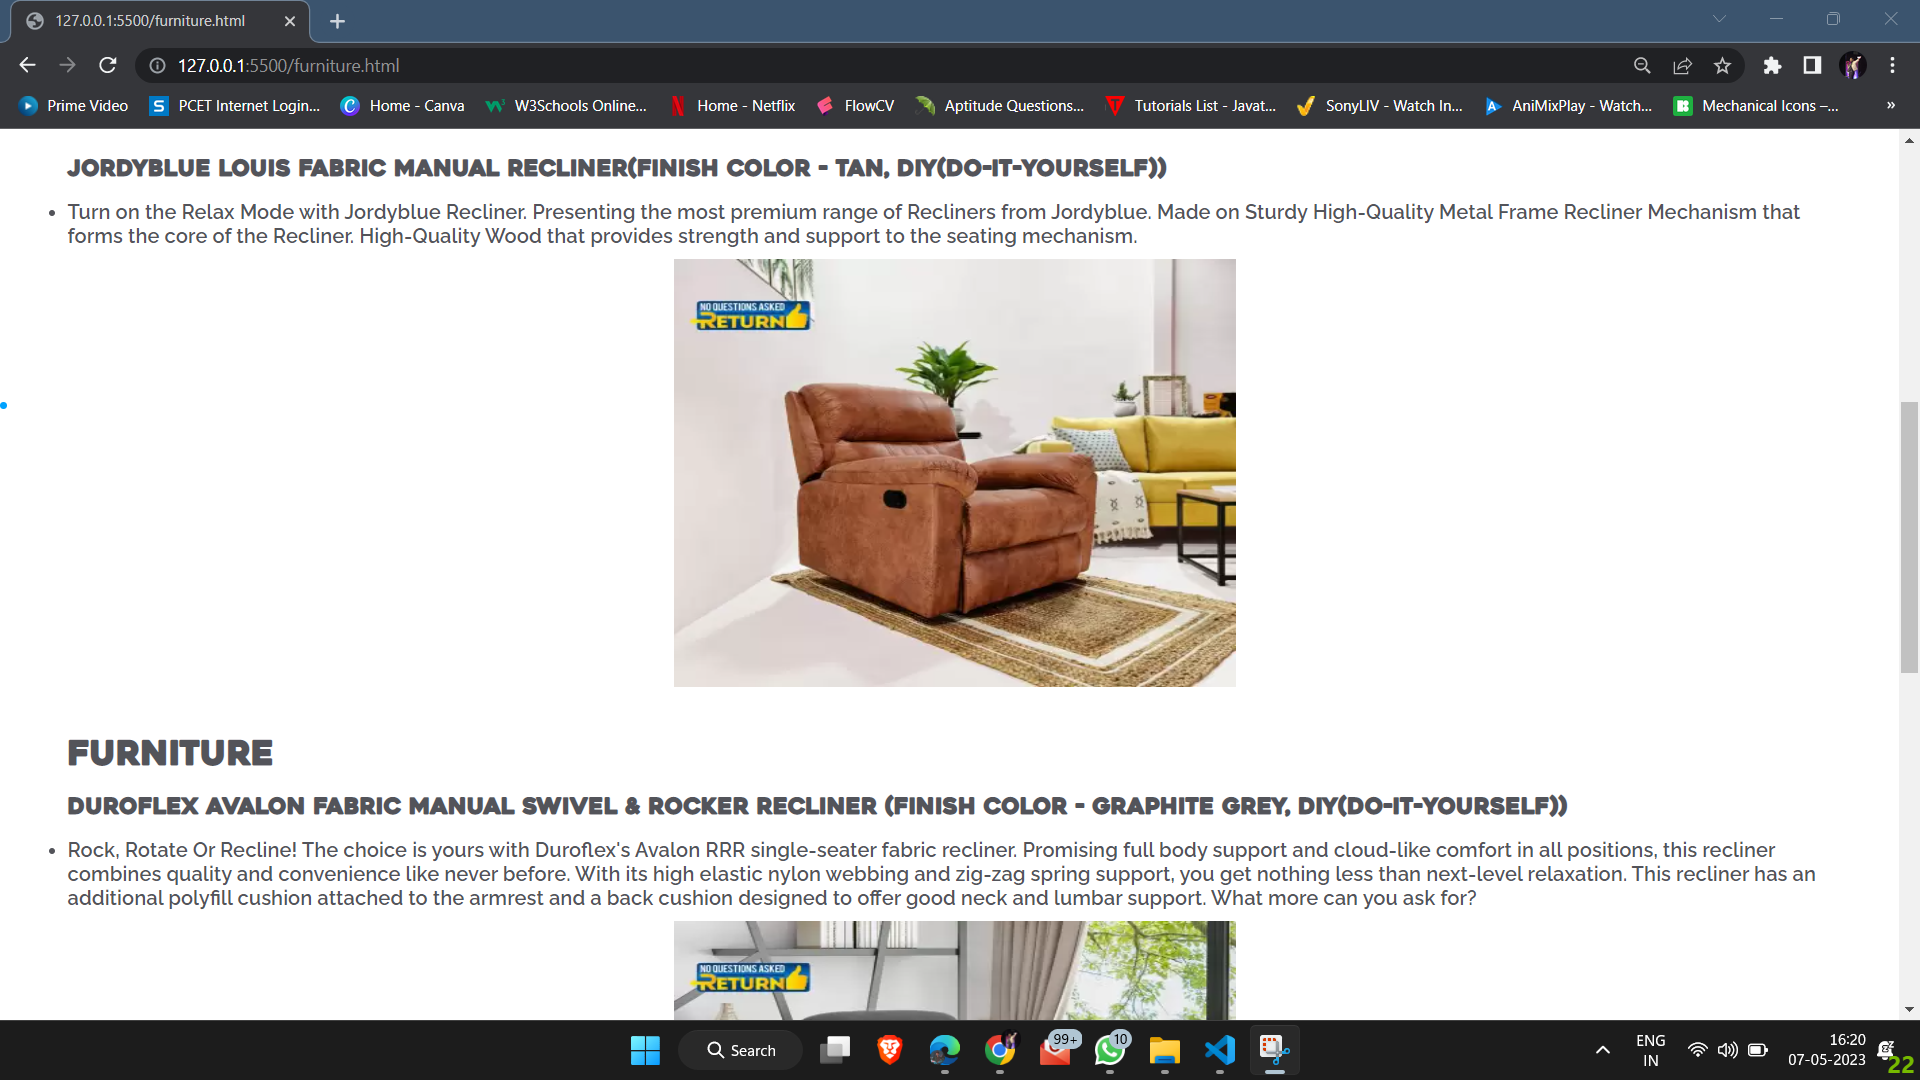 127.0.0.1:5500/furniture.html
127.0.0.1:5500/furniture.html
Prime Video PCET Internet Login... Home - Canva W3Schools Online... Home - Netflix FlowCV Aptitude Questions... Tutorials List - Javat... SonyLIV - Watch In... AniMixPlay - Watch... Mechanical Icons –... »
JORDYBLUE LOUIS FABRIC MANUAL RECLINER(FINISH COLOR - TAN, DIY(DO-IT-YOURSELF))
• Turn on the Relax Mode with Jordyblue Recliner. Presenting the most premium range of Recliners from Jordyblue. Made on Sturdy High-Quality Metal Frame Recliner Mechanism that
forms the core of the Recliner. High-Quality Wood that provides strength and support to the seating mechanism.
NO QUESTIONS ASKED
RETURN
FURNITURE
DUROFLEX AVALON FABRIC MANUAL SWIVEL & ROCKER RECLINER (FINISH COLOR - GRAPHITE GREY, DIY(DO-IT-YOURSELF))
• Rock, Rotate Or Recline! The choice is yours with Duroflex's Avalon RRR single-seater fabric recliner. Promising full body support and cloud-like comfort in all positions, this recliner
combines quality and convenience like never before. With its high elastic nylon webbing and zig-zag spring support, you get nothing less than next-level relaxation. This recliner has an
additional polyfill cushion attached to the armrest and a back cushion designed to offer good neck and lumbar support. What more can you ask for?
NO QUESTIONS ASKED
RETURN
Search
99+
10
ENG
IN
16:20
07-05-2023
22